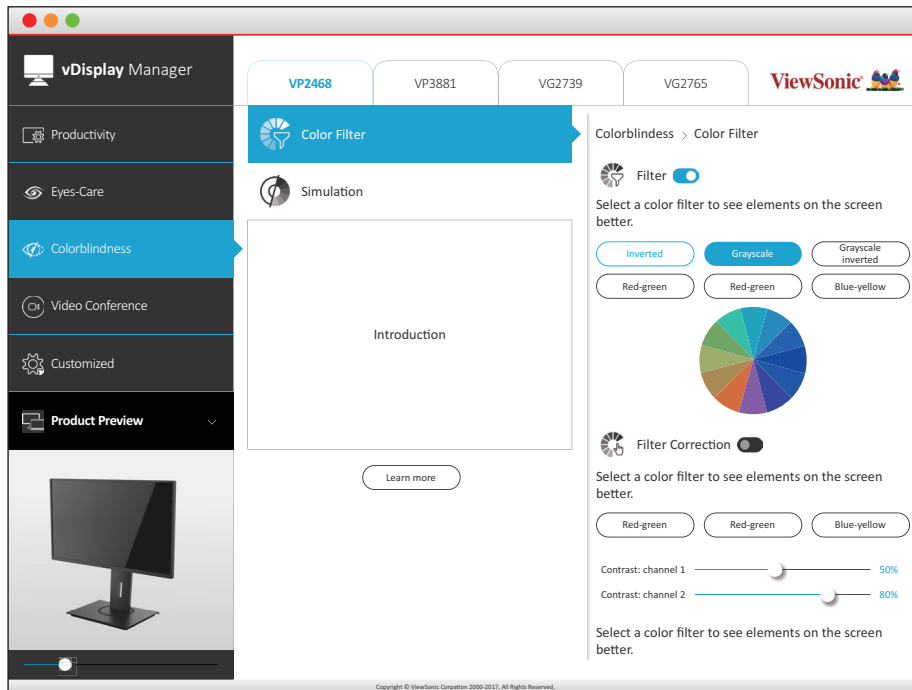 vDisplay Manager
VP2468
VP3881
VG2739
VG2765
ViewSonic
Productivity
Eyes-Care
Colorblindness
Video Conference
Customized
Product Preview
Color Filter
Simulation
Introduction
Learn more
Colorblindness > Color Filter
Filter
Select a color filter to see elements on the screen
better.
Inverted
Grayscale
Grayscale
inverted
Red-green
Red-green
Blue-yellow
Filter Correction
Select a color filter to see elements on the screen
better.
Red-green
Red-green
Blue-yellow
Contrast: channel 1 50%
Contrast: channel 2 80%
Select a color filter to see elements on the screen
better.
Copyright © ViewSonic Corpation 2000-2017. All Rights Reserved.